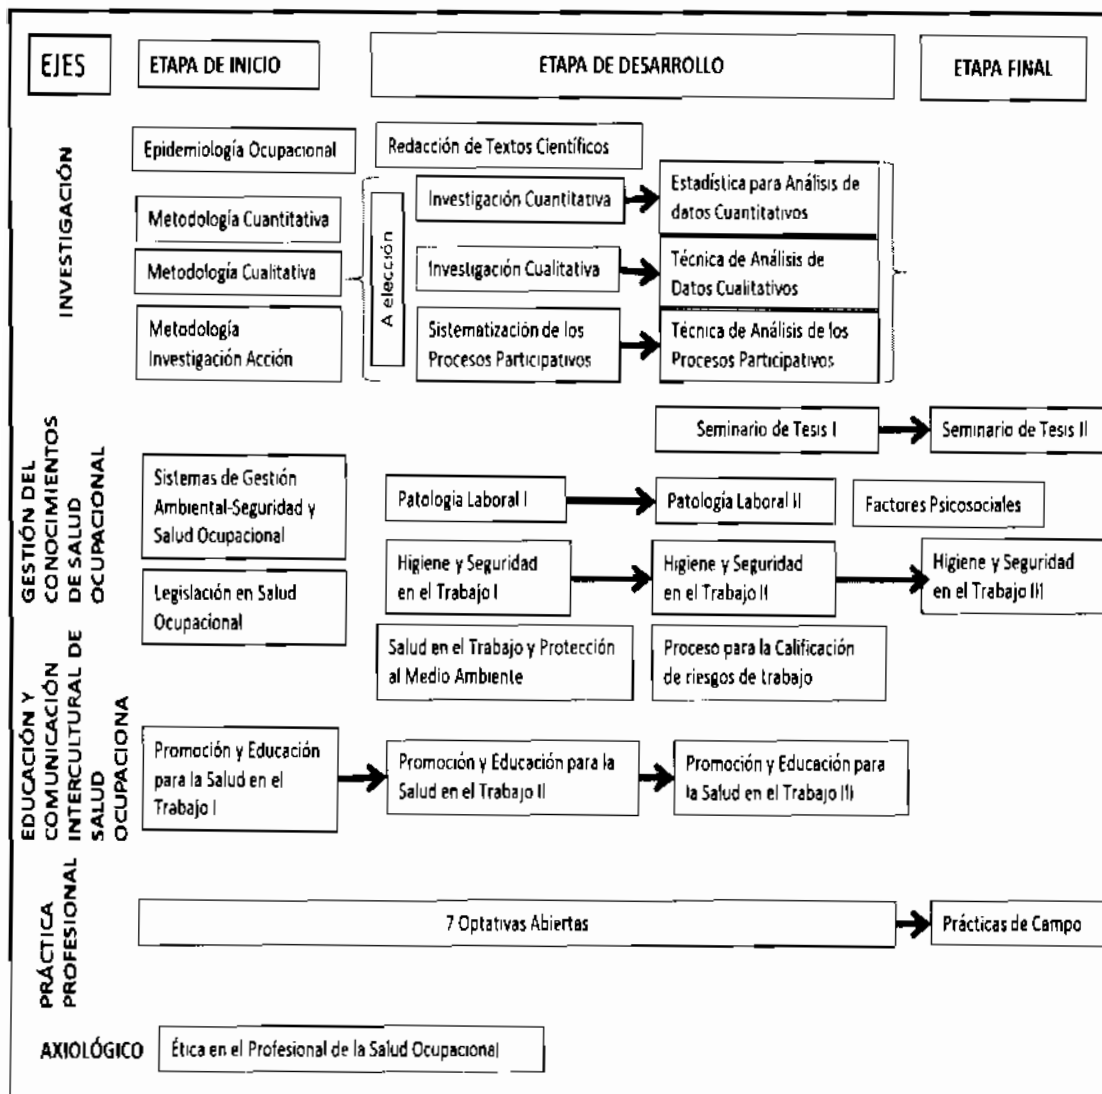 EJES
ETAPA DE INICIO
ETAPA DE DESARROLLO
ETAPA FINAL
INVESTIGACIÓN
Epidemiología Ocupacional
Redacción de Textos Científicos
Metodología Cuantitativa
Metodología Cualitativa
Metodología
Investigación Acción
A elección
Investigación Cuantitativa
Estadística para Análisis de
datos Cuantitativos
Investigación Cualitativa
Técnica de Análisis de
Datos Cualitativos
Sistematización de los
Procesos Participativos
Técnica de Análisis de los
Procesos Participativos
Seminario de Tesis I
Seminario de Tesis II
GESTIÓN DEL
CONOCIMIENTOS
DE SALUD
OCUPACIONAL
Sistemas de Gestión
Ambiental-Seguridad y
Salud Ocupacional
Patología Laboral I
Patología Laboral II
Factores Psicosociales
Legislación en Salud
Ocupacional
Higiene y Seguridad
en el Trabajo I
Higiene y Seguridad
en el Trabajo II
Higiene y Seguridad
en el Trabajo III
Salud en el Trabajo y Protección
al Medio Ambiente
Proceso para la Calificación
de riesgos de trabajo
EDUCACIÓN Y
COMUNICACIÓN
INTERCULTURAL DE
SALUD
OCUPACIONA
Promoción y Educación
para la Salud en el
Trabajo I
Promoción y Educación para la
Salud en el Trabajo II
Promoción y Educación para
la Salud en el Trabajo III
PRÁCTICA
PROFESIONAL
7 Optativas Abiertas
Prácticas de Campo
AXIOLÓGICO
Ética en el Profesional de la Salud Ocupacional